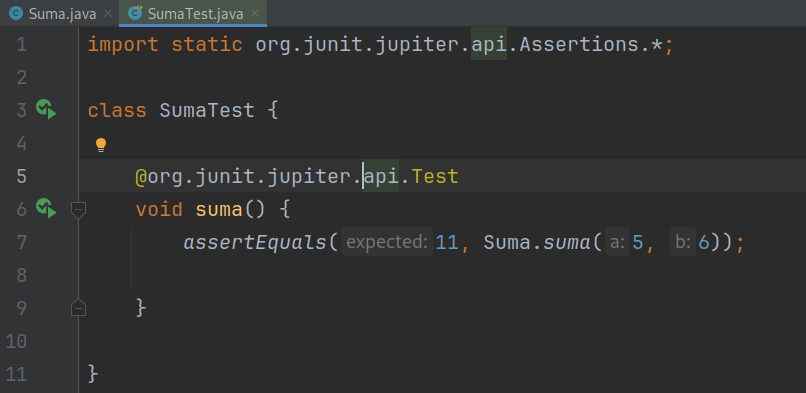 Suma.java SumaTest.java
1 import static org.junit.jupiter.api.Assertions.*;
2
3 class SumaTest {
4
5 @org.junit.jupiter.api.Test
6 void suma() {
7 assertEquals( expected: 11, Suma.suma( a: 5, b: 6));
8
9 }
10
11 }